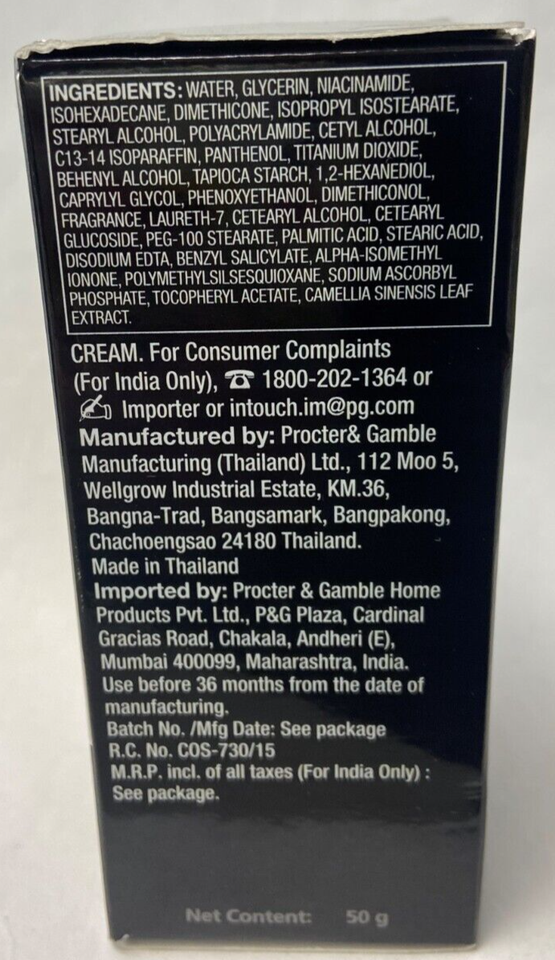 INGREDIENTS: WATER, GLYCERIN, NIACINAMIDE,
ISOHEXADECANE, DIMETHICONE, ISOPROPYL ISOSTEARATE,
STEARYL ALCOHOL, POLYACRYLAMIDE, CETYL ALCOHOL,
C13-14 ISOPARAFFIN, PANTHENOL, TITANIUM DIOXIDE,
BEHENYL ALCOHOL, TAPIOCA STARCH, 1,2-HEXANEDIOL,
CAPRYLYL GLYCOL, PHENOXYETHANOL, DIMETHICONOL,
FRAGRANCE, LAURETH-7, CETEARYL ALCOHOL, CETEARYL
GLUCOSIDE, PEG-100 STEARATE, PALMITIC ACID, STEARIC ACID,
DISODIUM EDTA, BENZYL SALICYLATE, ALPHA-ISOMETHYL
IONONE, POLYMETHYLSILSESQUIOXANE, SODIUM ASCORBYL
PHOSPHATE, TOCOPHERYL ACETATE, CAMELLIA SINENSIS LEAF
EXTRACT.
CREAM. For Consumer Complaints
(For India Only), ☎ 1800-202-1364 or
✍ Importer or intouch.im@pg.com
Manufactured by: Procter& Gamble
Manufacturing (Thailand) Ltd., 112 Moo 5,
Wellgrow Industrial Estate, KM.36,
Bangna-Trad, Bangsamark, Bangpakong,
Chachoengsao 24180 Thailand.
Made in Thailand
Imported by: Procter & Gamble Home
Products Pvt. Ltd., P&G Plaza, Cardinal
Gracias Road, Chakala, Andheri (E),
Mumbai 400099, Maharashtra, India.
Use before 36 months from the date of
manufacturing.
Batch No. /Mfg Date: See package
R.C. No. COS-730/15
M.R.P. incl. of all taxes (For India Only) :
See package.
Net Content: 50 g